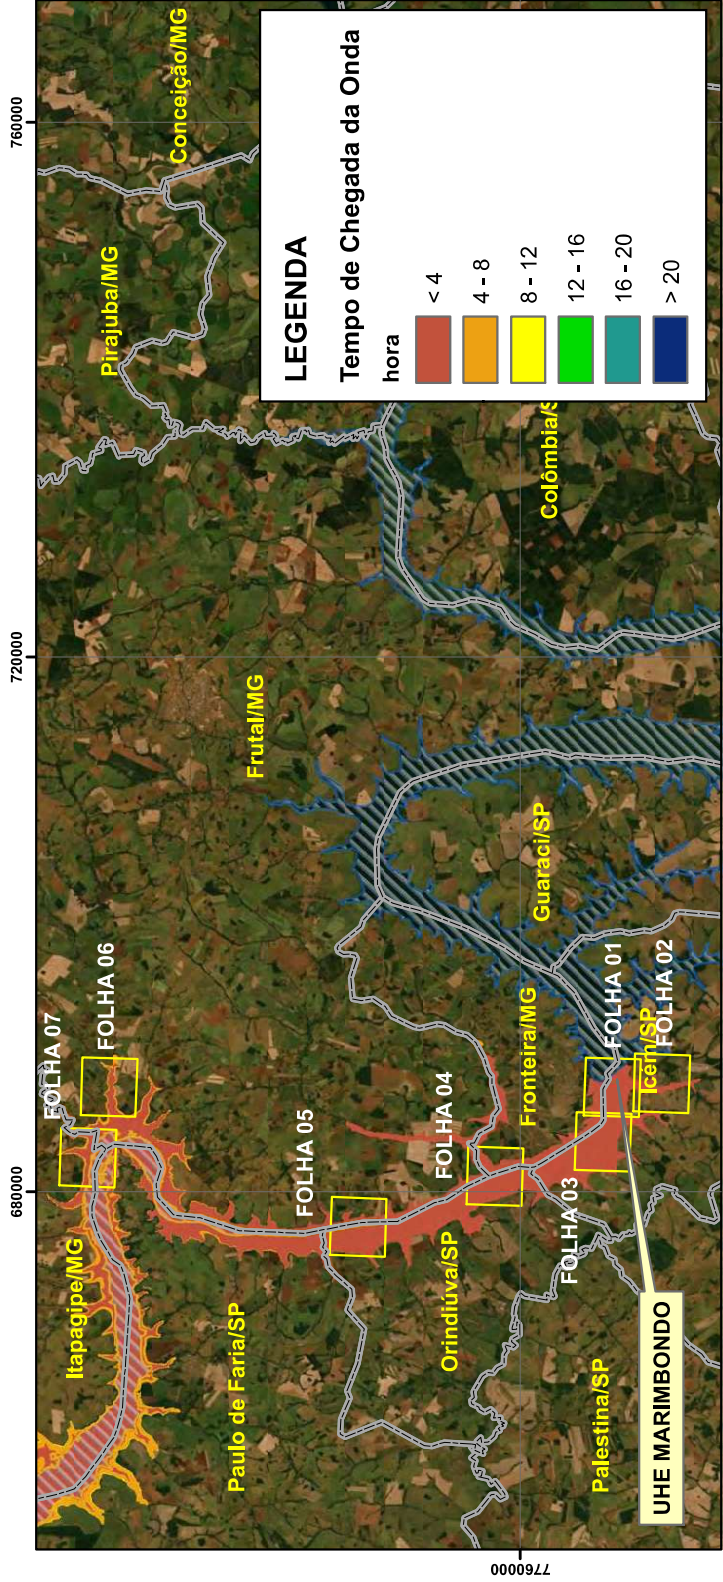 LEGENDA
Tempo de Chegada da Onda
hora
< 4
4 - 8
8 - 12
12 - 16
16 - 20
> 20
760000
720000
680000
7760000
Conceição/MG
Pirajuba/MG
Frutal/MG
Colômbia/S
Guaraci/SP
Fronteira/MG
Icém/SP
Itapagipe/MG
Paulo de Faria/SP
Orindiúva/SP
Palestina/SP
FOLHA 07
FOLHA 06
FOLHA 05
FOLHA 04
FOLHA 03
FOLHA 01
FOLHA 02
UHE MARIMBONDO